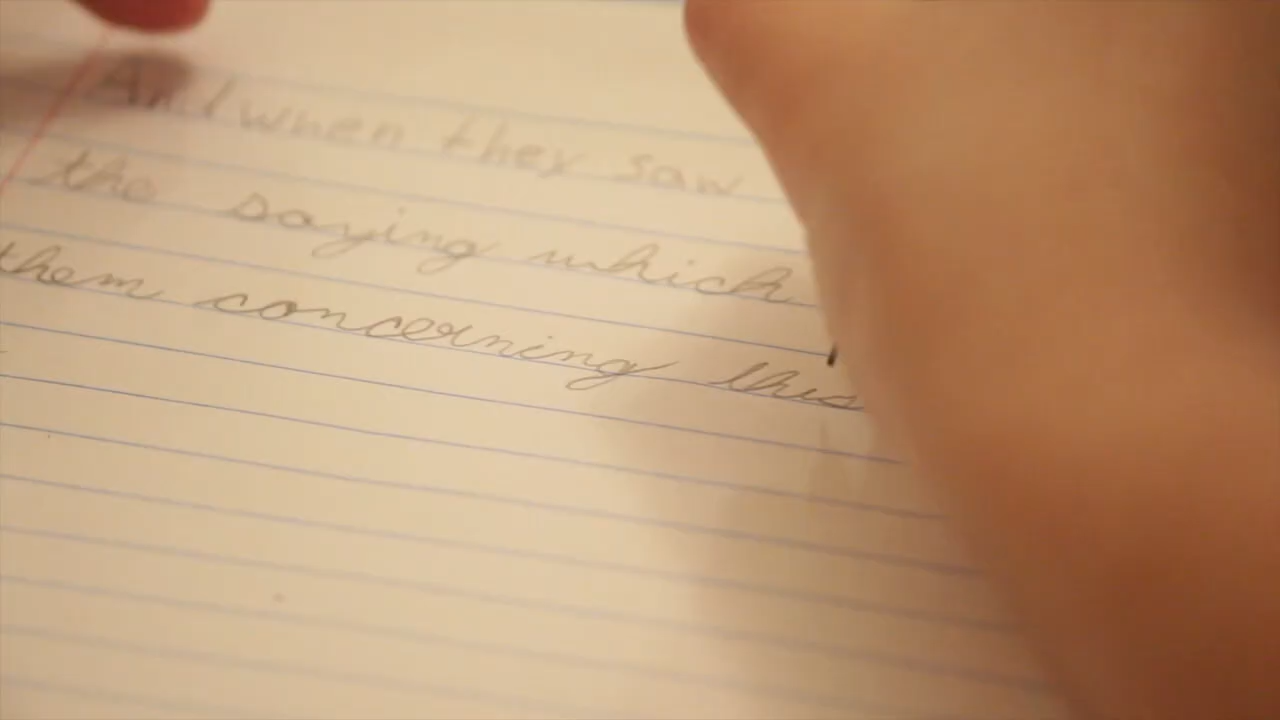 And when they saw
the saying which
them concerning this